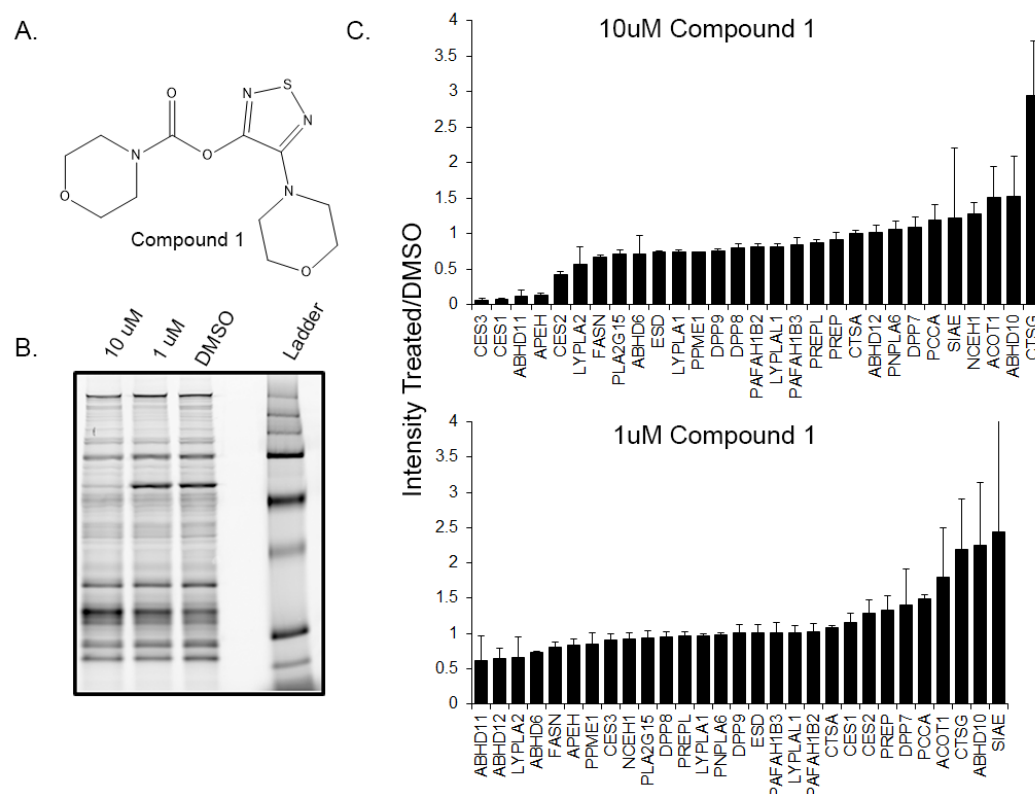 A.
O
N
S
N
N
O
N
O
O
Compound 1
B.
10 uM
1 uM
DMSO
Ladder
C.
Intensity Treated/DMSO
10uM Compound 1
4
3.5
3
2.5
2
1.5
1
0.5
0
CES3
CES1
ABHD11
APEH
CES2
LYPLA2
FASN
PLA2G15
ABHD6
ESD
LYPLA1
PPME1
DPP9
DPP8
PAFAH1B2
LYPLAL1
PAFAH1B3
PREPL
PREP
CTSA
ABHD12
PNPLA6
DPP7
PCCA
SIAE
NCEH1
ACOT1
ABHD10
CTSG
1uM Compound 1
4
3.5
3
2.5
2
1.5
1
0.5
0
ABHD11
ABHD12
LYPLA2
ABHD6
FASN
APEH
PPME1
CES3
NCEH1
PLA2G15
DPP8
PREPL
LYPLA1
PNPLA6
DPP9
ESD
PAFAH1B3
LYPLAL1
PAFAH1B2
CTSA
CES1
CES2
PREP
DPP7
PCCA
ACOT1
CTSG
ABHD10
SIAE